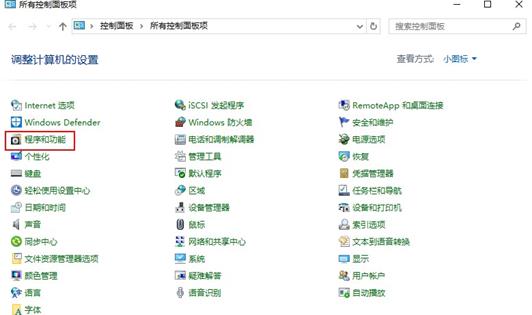 所有控制面板项
控制面板 所有控制面板项
搜索控制面板
调整计算机的设置
查看方式: 小图标
Internet 选项 iSCSI 发起程序 RemoteApp 和桌面连接
Windows Defender Windows 防火墙 安全和维护
程序和功能 电话和调制解调器 电源选项
个性化 管理工具 恢复
键盘 默认程序 凭据管理器
轻松使用设置中心 区域 任务栏和导航
日期和时间 设备管理器 设备和打印机
声音 鼠标 索引选项
同步中心 网络和共享中心 文本到语音转换
文件资源管理器选项 系统 显示
颜色管理 疑难解答 用户帐户
语言 语音识别 自动播放
字体